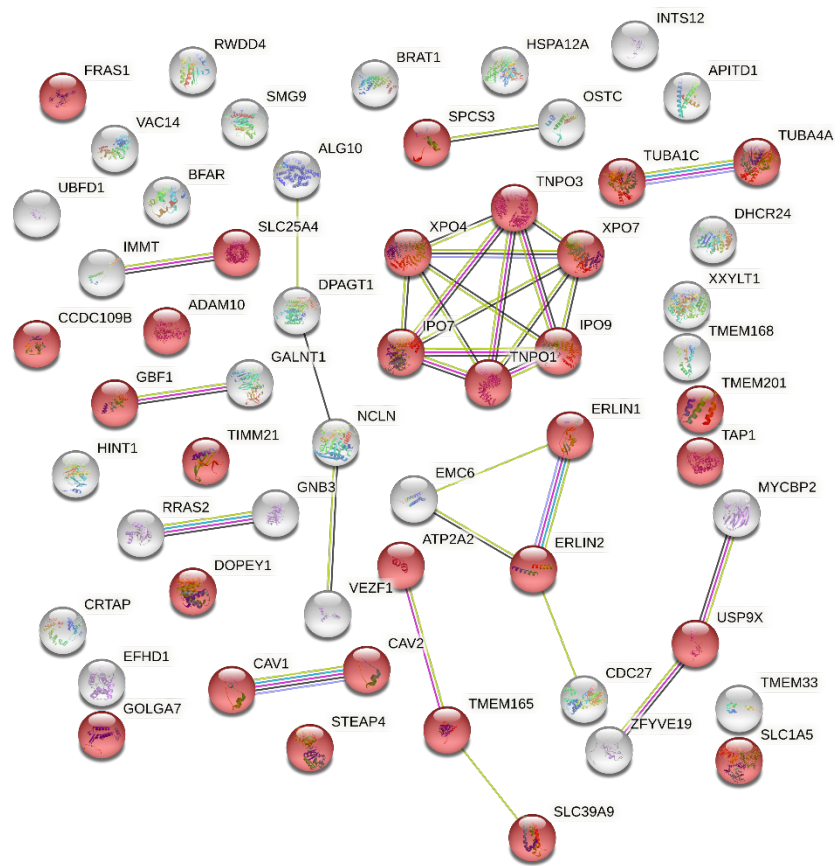 INTS12
RWDD4
BRAT1
HSPA12A
FRAS1
APITD1
SMG9
OSTC
SPCS3
VAC14
ALG10
TUBA4A
TUBA1C
BFAR
UBFD1
TNPO3
DHCR24
SLC25A4
XPO4
XPO7
IMMT
XXYLT1
DPAGT1
ADAM10
CCDC109B
IPO7
IPO9
TMEM168
TNPO1
GALNT1
GBF1
TMEM201
NCLN
ERLIN1
TIMM21
TAP1
HINT1
EMC6
GNB3
MYCBP2
RRAS2
ATP2A2
ERLIN2
DOPEY1
VEZF1
CRTAP
USP9X
EFHD1
CAV2
CAV1
CDC27
TMEM33
GOLGA7
TMEM165
ZFYVE19
STEAP4
SLC1A5
SLC39A9